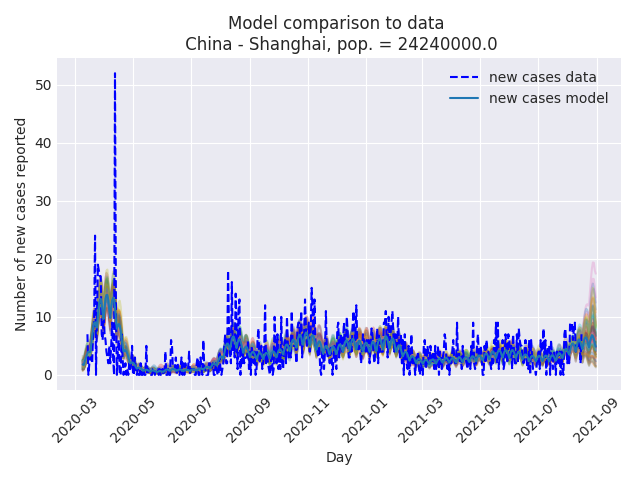 Model comparison to data
China - Shanghai, pop. = 24240000.0
new cases data
new cases model
Number of new cases reported
50
40
30
20
10
0
2020-03
2020-05
2020-07
2020-09
2020-11
2021-01
2021-03
2021-05
2021-07
2021-09
Day